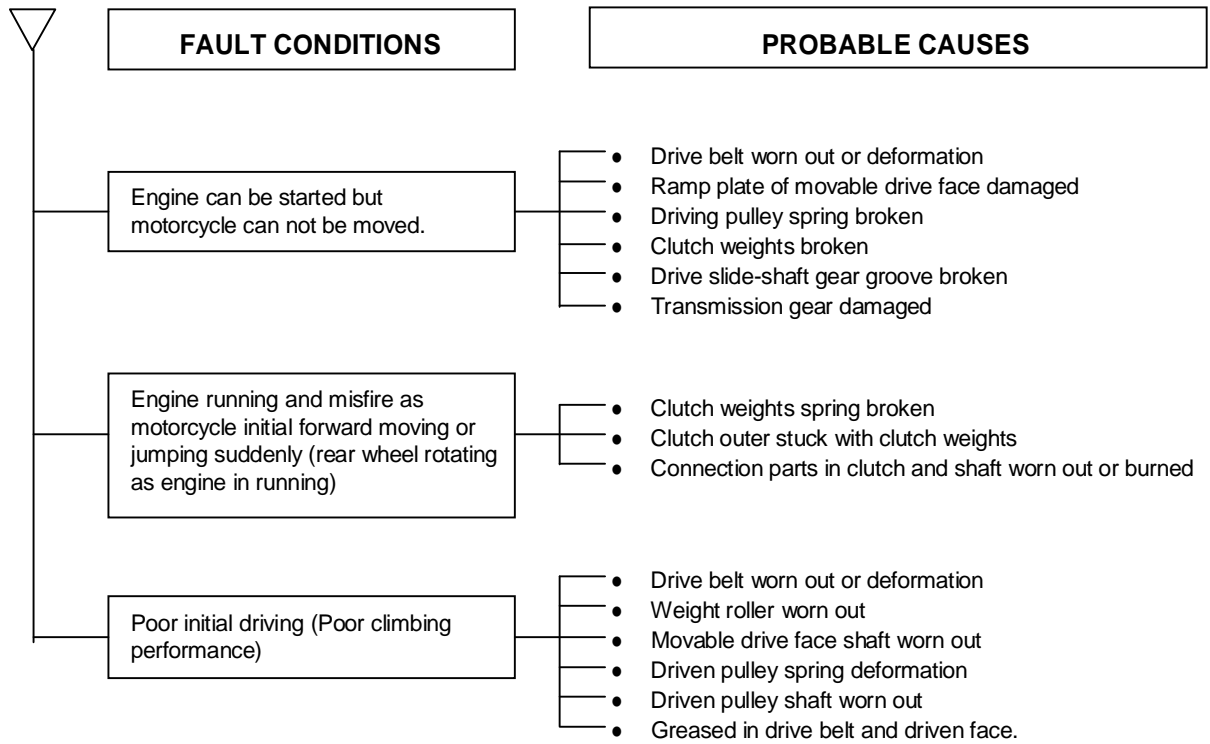 FAULT CONDITIONS
PROBABLE CAUSES
Engine can be started but
motorcycle can not be moved.
• Drive belt worn out or deformation
• Ramp plate of movable drive face damaged
• Driving pulley spring broken
• Clutch weights broken
• Drive slide-shaft gear groove broken
• Transmission gear damaged
Engine running and misfire as
motorcycle initial forward moving or
jumping suddenly (rear wheel rotating
as engine in running)
• Clutch weights spring broken
• Clutch outer stuck with clutch weights
• Connection parts in clutch and shaft worn out or burned
Poor initial driving (Poor climbing
performance)
• Drive belt worn out or deformation
• Weight roller worn out
• Movable drive face shaft worn out
• Driven pulley spring deformation
• Driven pulley shaft worn out
• Greased in drive belt and driven face.